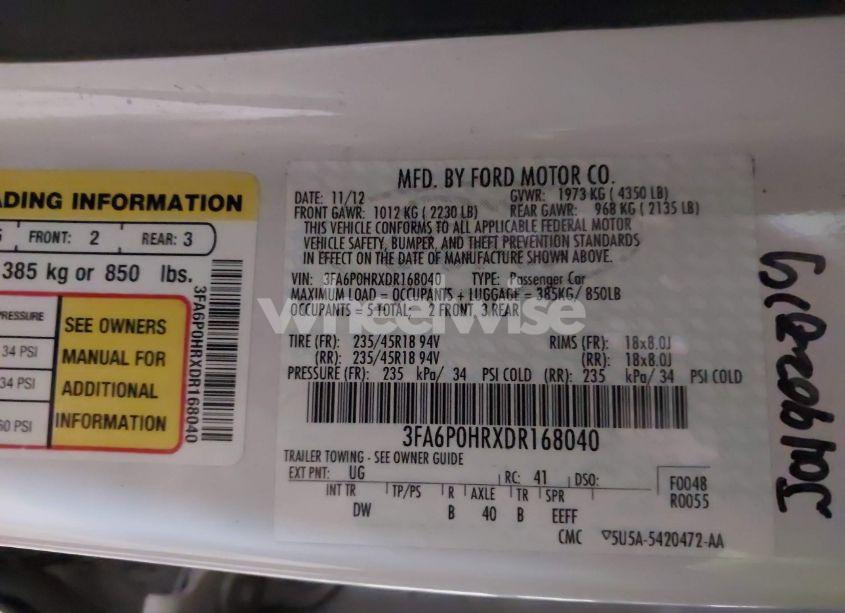 ADING INFORMATION
FRONT: 2 REAR: 3
385 kg or 850 lbs.
PRESSURE
34 PSI
34 PSI
60 PSI
SEE OWNERS
MANUAL FOR
ADDITIONAL
INFORMATION
3FA6P0HRXDR168040
MFD. BY FORD MOTOR CO.
DATE: 11/12 GVWR: 1973 KG ( 4350 LB)
FRONT GAWR: 1012 KG ( 2230 LB) REAR GAWR: 968 KG ( 2135 LB)
THIS VEHICLE CONFORMS TO ALL APPLICABLE FEDERAL MOTOR
VEHICLE SAFETY, BUMPER, AND THEFT PREVENTION STANDARDS
IN EFFECT ON THE DATE OF MANUFACTURE SHOWN ABOVE.
VIN: 3FA6P0HRXDR168040 TYPE: Passenger Car
MAXIMUM LOAD = OCCUPANTS + LUGGAGE = 385KG/ 850LB
OCCUPANTS = 5 TOTAL, 2 FRONT, 3 REAR
TIRE (FR): 235/45R18 94V RIMS (FR): 18x8.0J
(RR): 235/45R18 94V (RR): 18x8.0J
PRESSURE (FR): 235 kPa/ 34 PSI COLD (RR): 235 kPa/ 34 PSI COLD
3FA6P0HRXDR168040
TRAILER TOWING - SEE OWNER GUIDE
EXT PNT: UG RC: 41 DSO: F0048
R0055
INT TR TP/PS R AXLE TR SPR
DW B 40 B EEFF
CMC 5U5A-5420472-AA
wheelwise